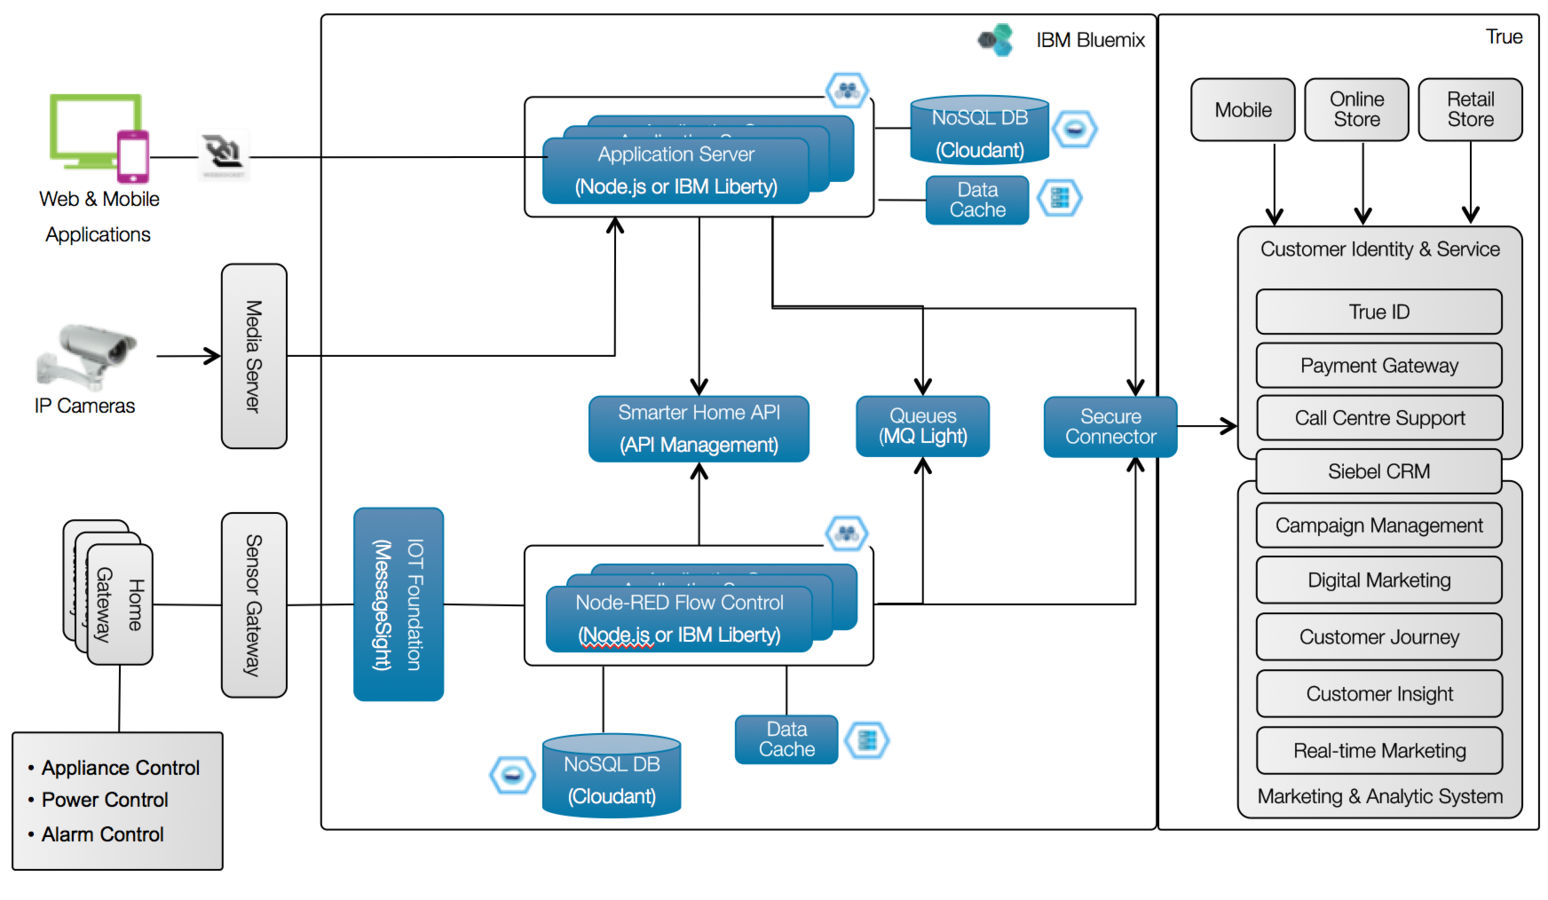 IBM Bluemix
True
Mobile
Online
Store
Retail
Store
NoSQL DB
(Cloudant)
Data
Cache
Application Server
(Node.js or IBM Liberty)
Web & Mobile
Applications
Customer Identity & Service
True ID
Payment Gateway
Call Centre Support
Siebel CRM
Campaign Management
Digital Marketing
Customer Journey
Customer Insight
Real-time Marketing
Marketing & Analytic System
Media Server
IP Cameras
Smarter Home API
(API Management)
Queues
(MQ Light)
Secure
Connector
Home
Gateway
Sensor Gateway
IOT Foundation
(MessageSight)
Node-RED Flow Control
(Node.js or IBM Liberty)
Data
Cache
NoSQL DB
(Cloudant)
• Appliance Control
• Power Control
• Alarm Control